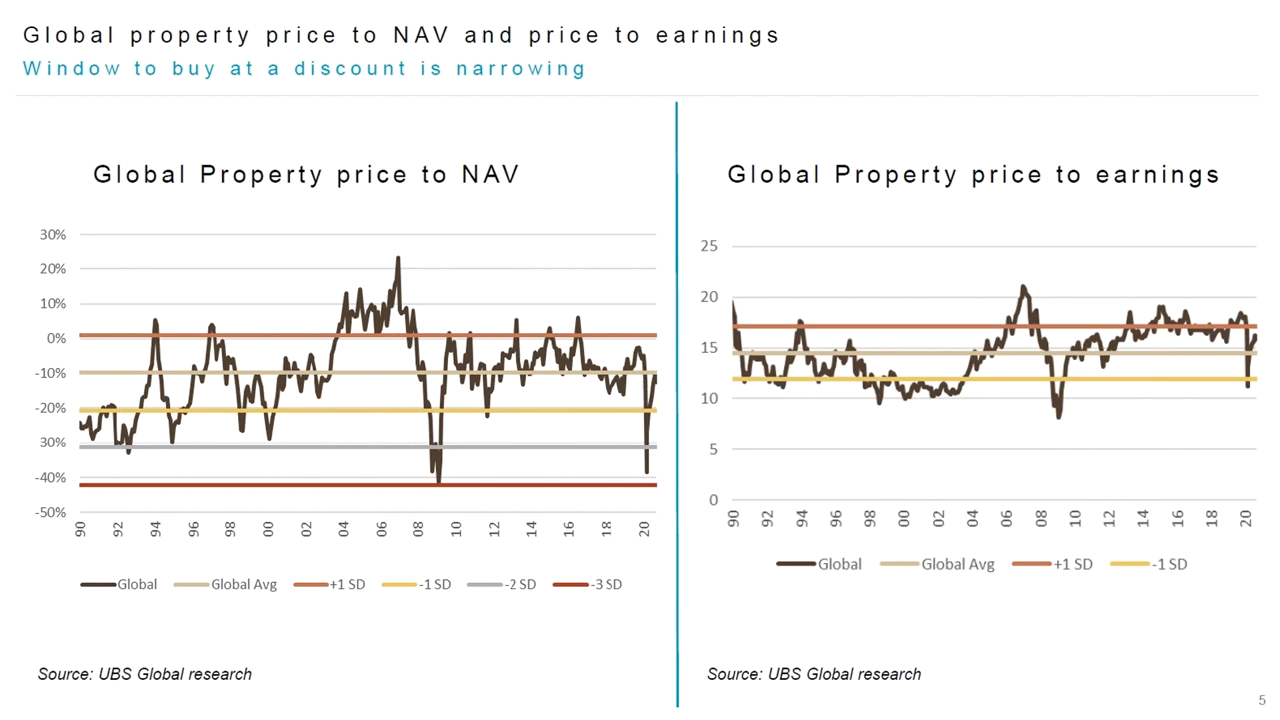 Global property price to NAV and price to earnings
Window to buy at a discount is narrowing
Global Property price to NAV
30%
20%
10%
0%
-10%
-20%
30%
-40%
-50%
90 92 94 96 98 00 02 04 06 08 10 12 14 16 18 20
Global Global Avg +1 SD -1 SD -2 SD -3 SD
Source: UBS Global research
Global Property price to earnings
25
20
15
10
5
0
90 92 94 96 98 00 02 04 06 08 10 12 14 16 18 20
Global Global Avg +1 SD -1 SD
Source: UBS Global research
5